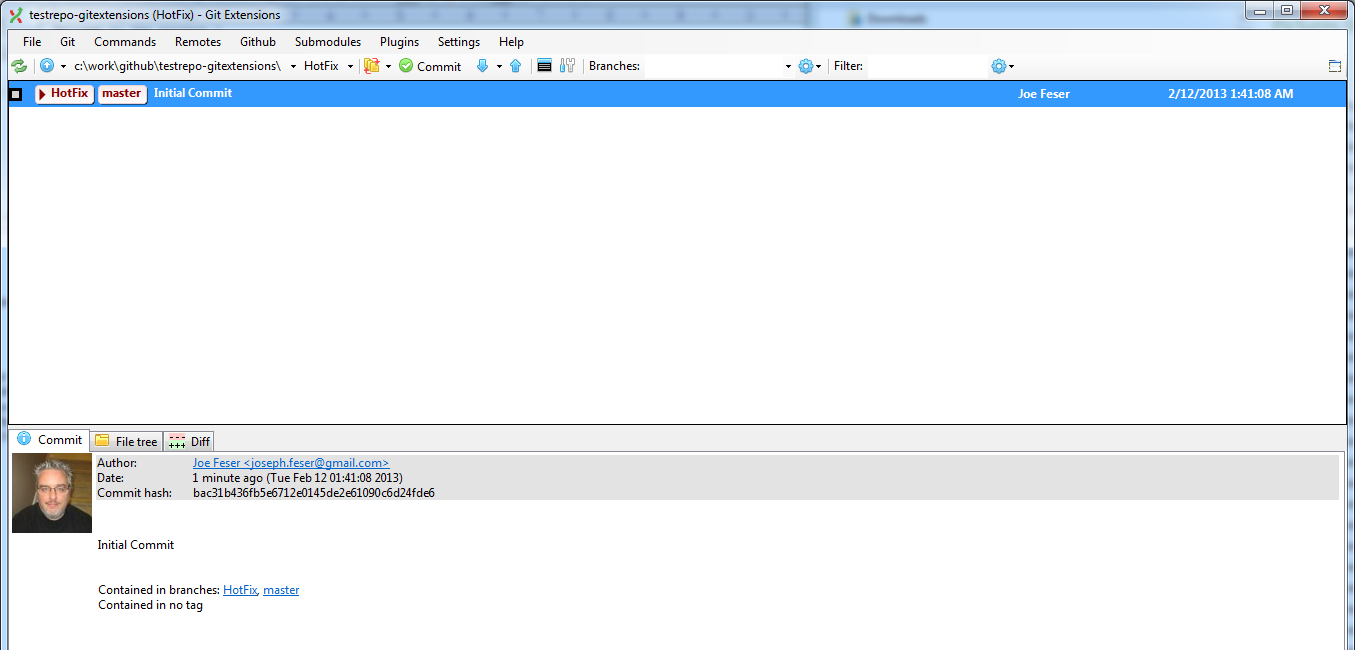 testrepo-gitextensions (HotFix) - Git Extensions
Downloads
File Git Commands Remotes Github Submodules Plugins Settings Help
c:\work\github\testrepo-gitextensions\ HotFix Commit Branches: Filter:
HotFix master Initial Commit Joe Feser 2/12/2013 1:41:08 AM
Commit File tree Diff
Author: Joe Feser <joseph.feser@gmail.com>
Date: 1 minute ago (Tue Feb 12 01:41:08 2013)
Commit hash: bac31b436fb5e6712e0145de2e61090c6d24fde6
Initial Commit
Contained in branches: HotFix, master
Contained in no tag